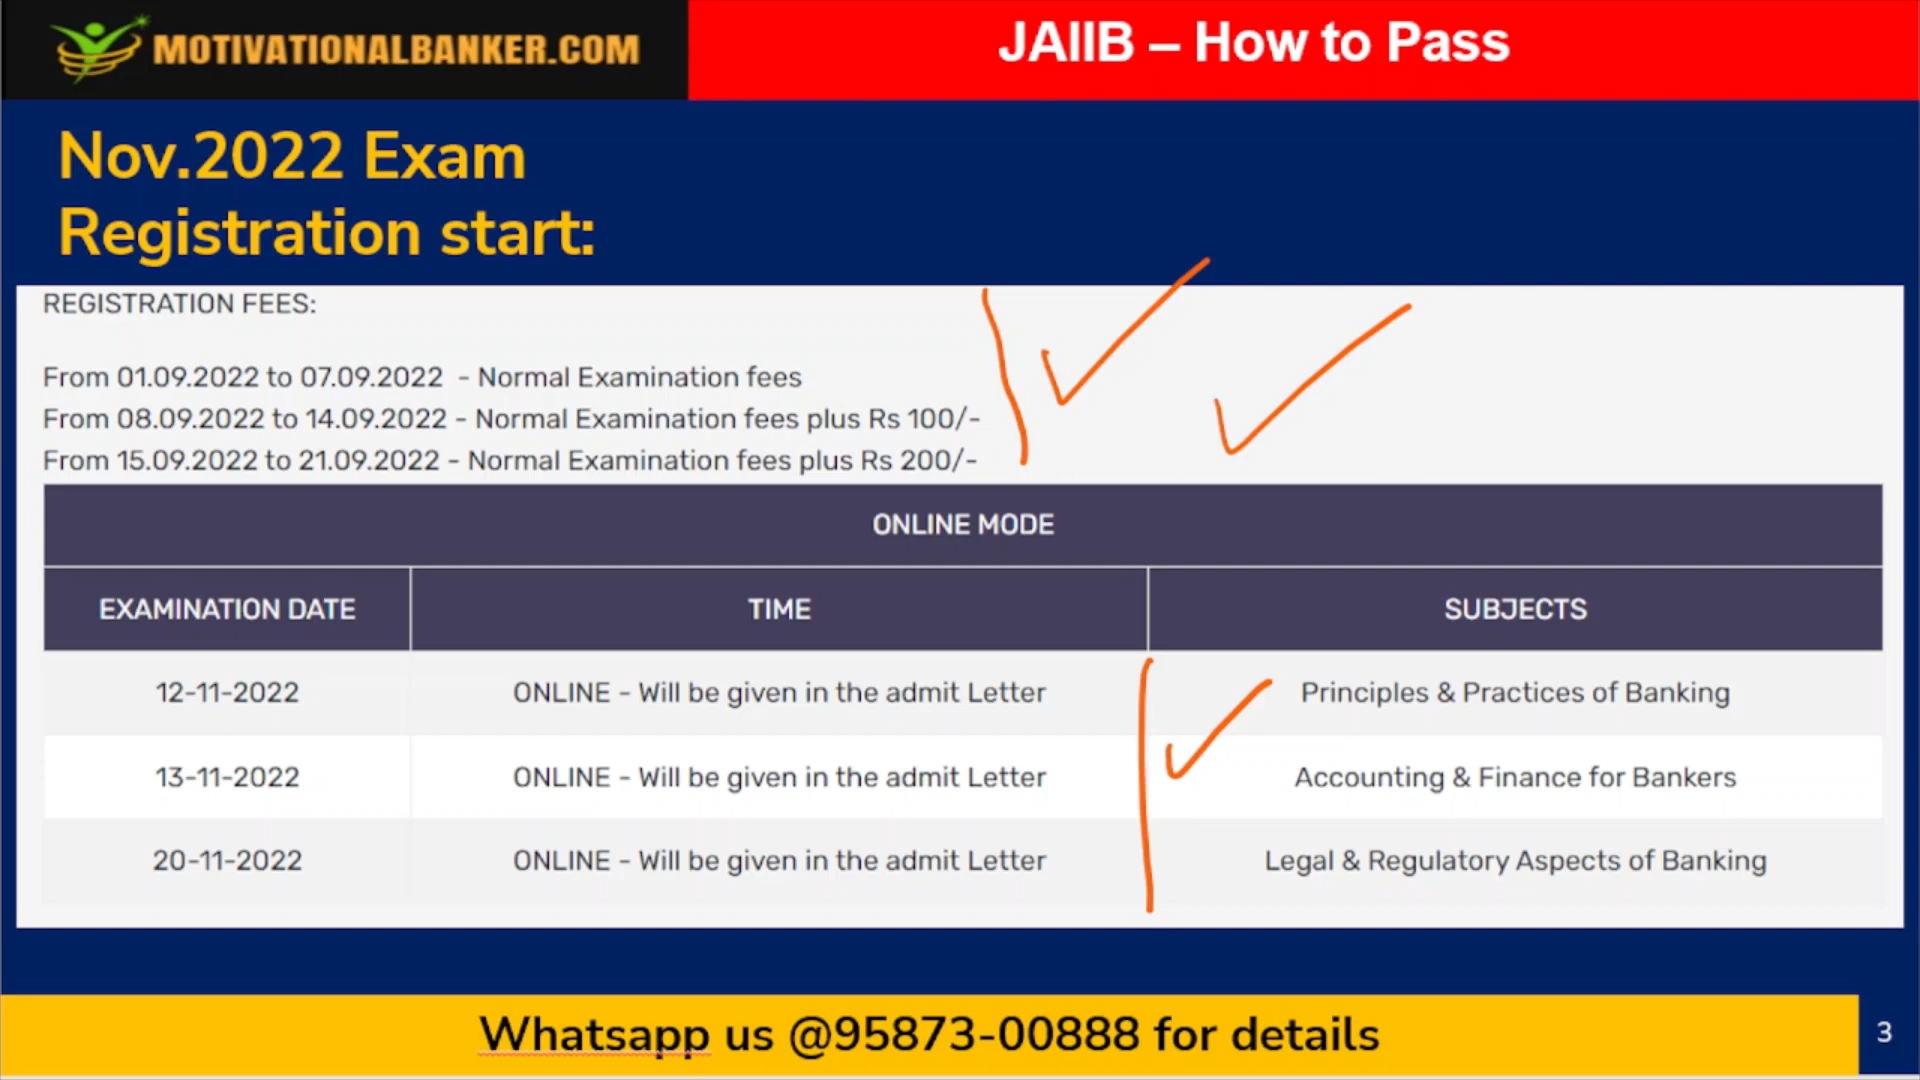 MOTIVATIONALBANKER.COM
JAIIB – How to Pass
Nov.2022 Exam
Registration start:
REGISTRATION FEES:
From 01.09.2022 to 07.09.2022 - Normal Examination fees
From 08.09.2022 to 14.09.2022 - Normal Examination fees plus Rs 100/-
From 15.09.2022 to 21.09.2022 - Normal Examination fees plus Rs 200/-
ONLINE MODE
EXAMINATION DATE TIME SUBJECTS
12-11-2022 ONLINE - Will be given in the admit Letter Principles & Practices of Banking
13-11-2022 ONLINE - Will be given in the admit Letter Accounting & Finance for Bankers
20-11-2022 ONLINE - Will be given in the admit Letter Legal & Regulatory Aspects of Banking
Whatsapp us @95873-00888 for details
3